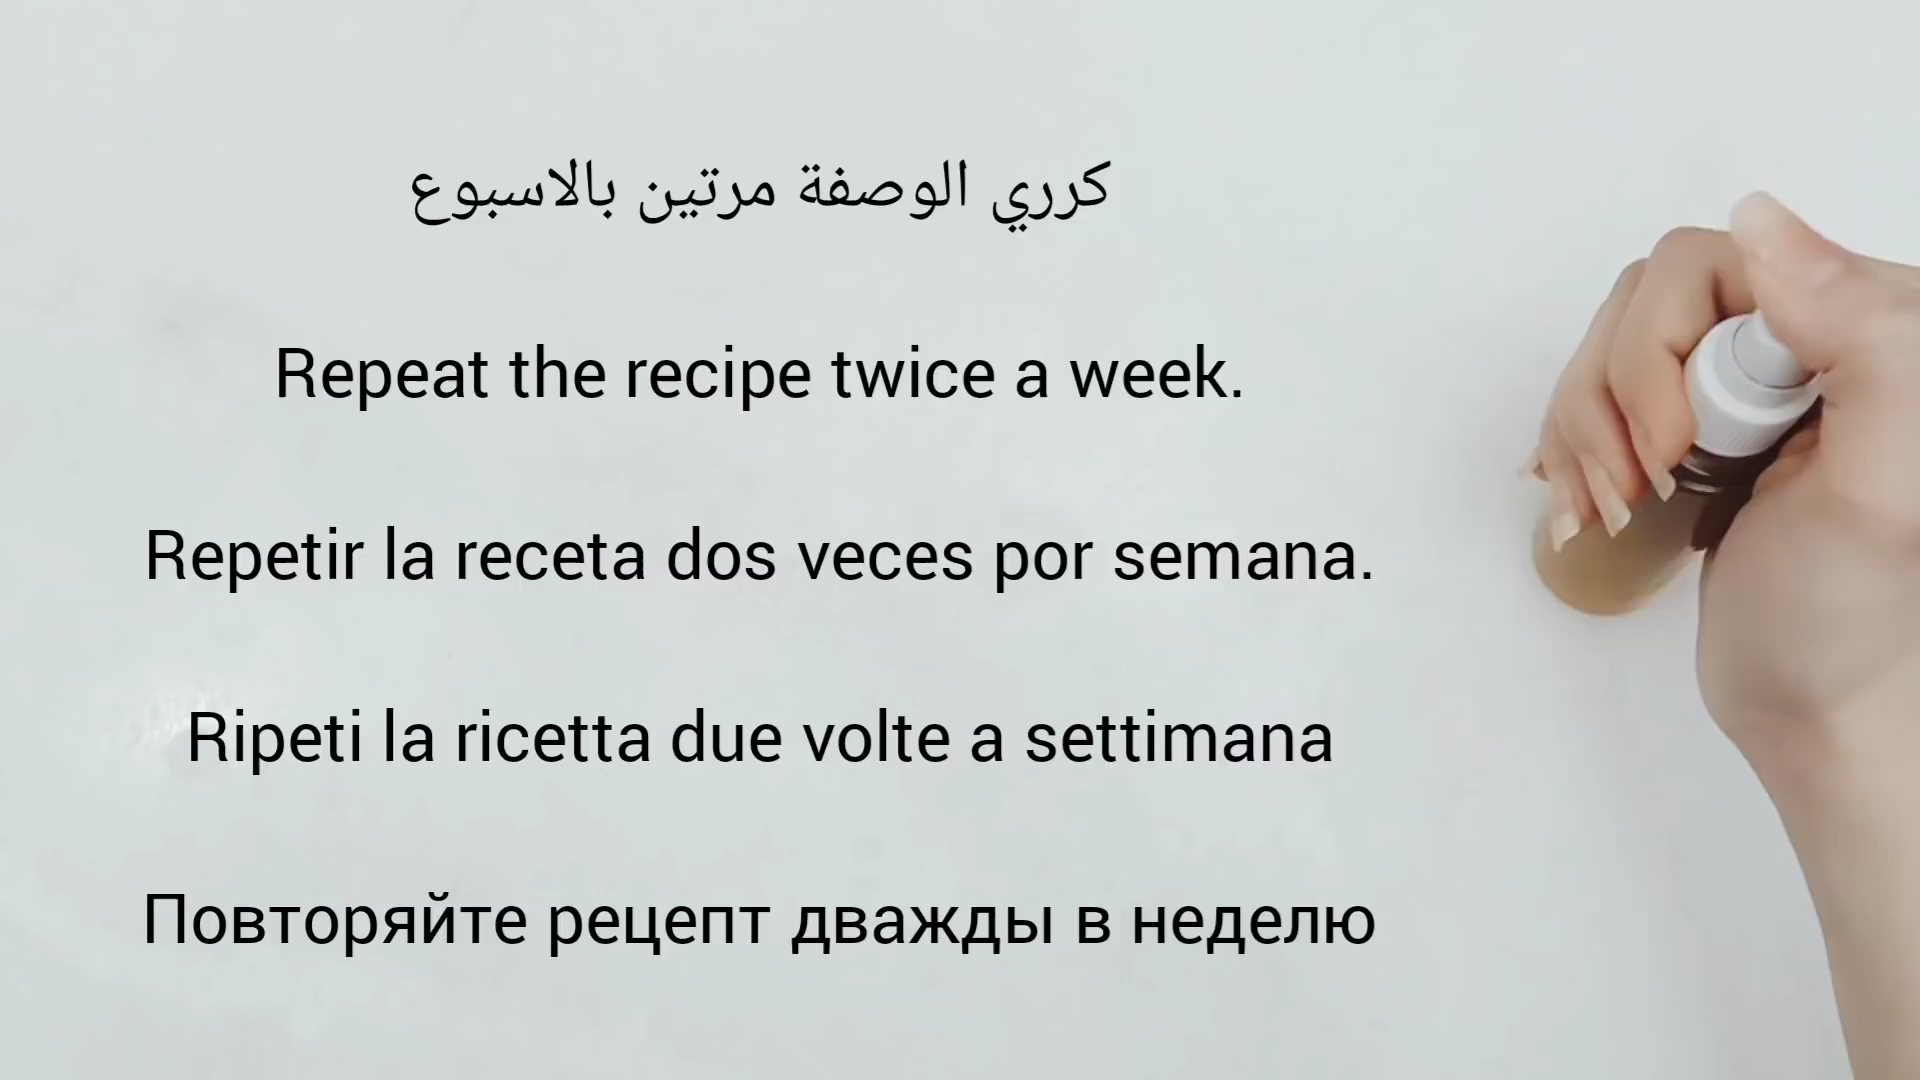 كرري الوصفة مرتين بالاسبوع
Repeat the recipe twice a week.
Repetir la receta dos veces por semana.
Ripeti la ricetta due volte a settimana
Повторяйте рецепт дважды в неделю